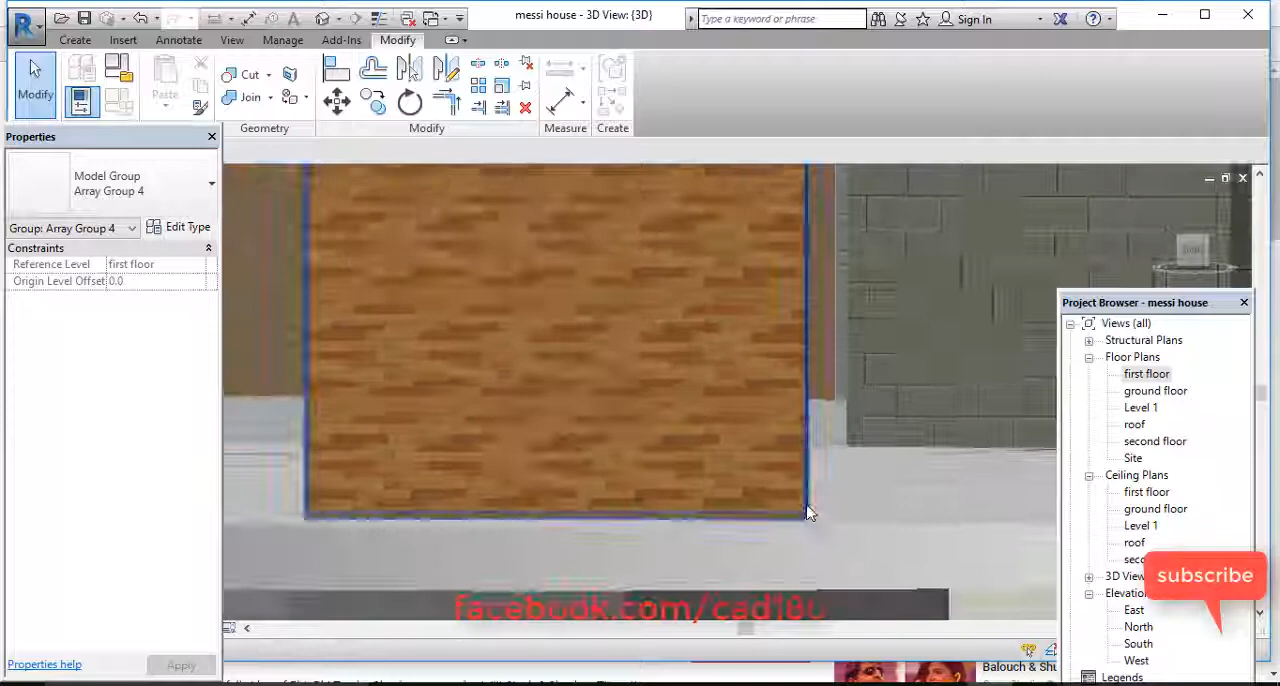 messi house - 3D View: {3D}
Type a keyword or phrase
Sign In
Create Insert Annotate View Manage Add-Ins Modify
Modify
Paste
Cut
Join
Geometry
Modify
Measure
Create
Properties
Model Group
Array Group 4
Group: Array Group 4
Edit Type
Constraints
Reference Level first floor
Origin Level Offset 0.0
Properties help
Apply
Project Browser - messi house
Views (all)
Structural Plans
Floor Plans
first floor
ground floor
Level 1
roof
second floor
Site
Ceiling Plans
first floor
ground floor
Level 1
roof
3D View
East
North
South
West
Legends
subscribe
facebook.com/cad18u
Balouch & Shu